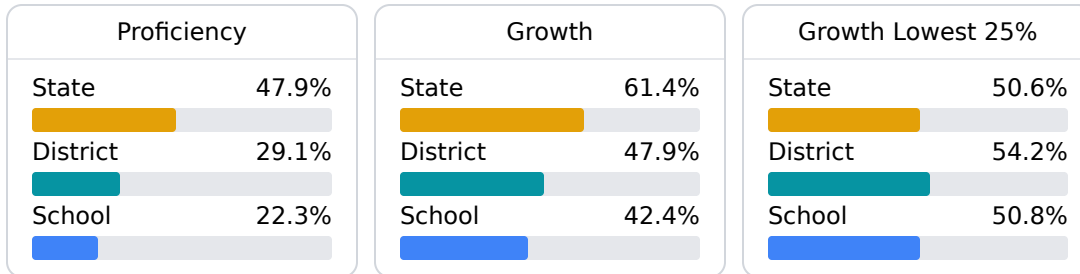 Proficiency
State 47.9%
District 29.1%
School 22.3%
Growth
State 61.4%
District 47.9%
School 42.4%
Growth Lowest 25%
State 50.6%
District 54.2%
School 50.8%